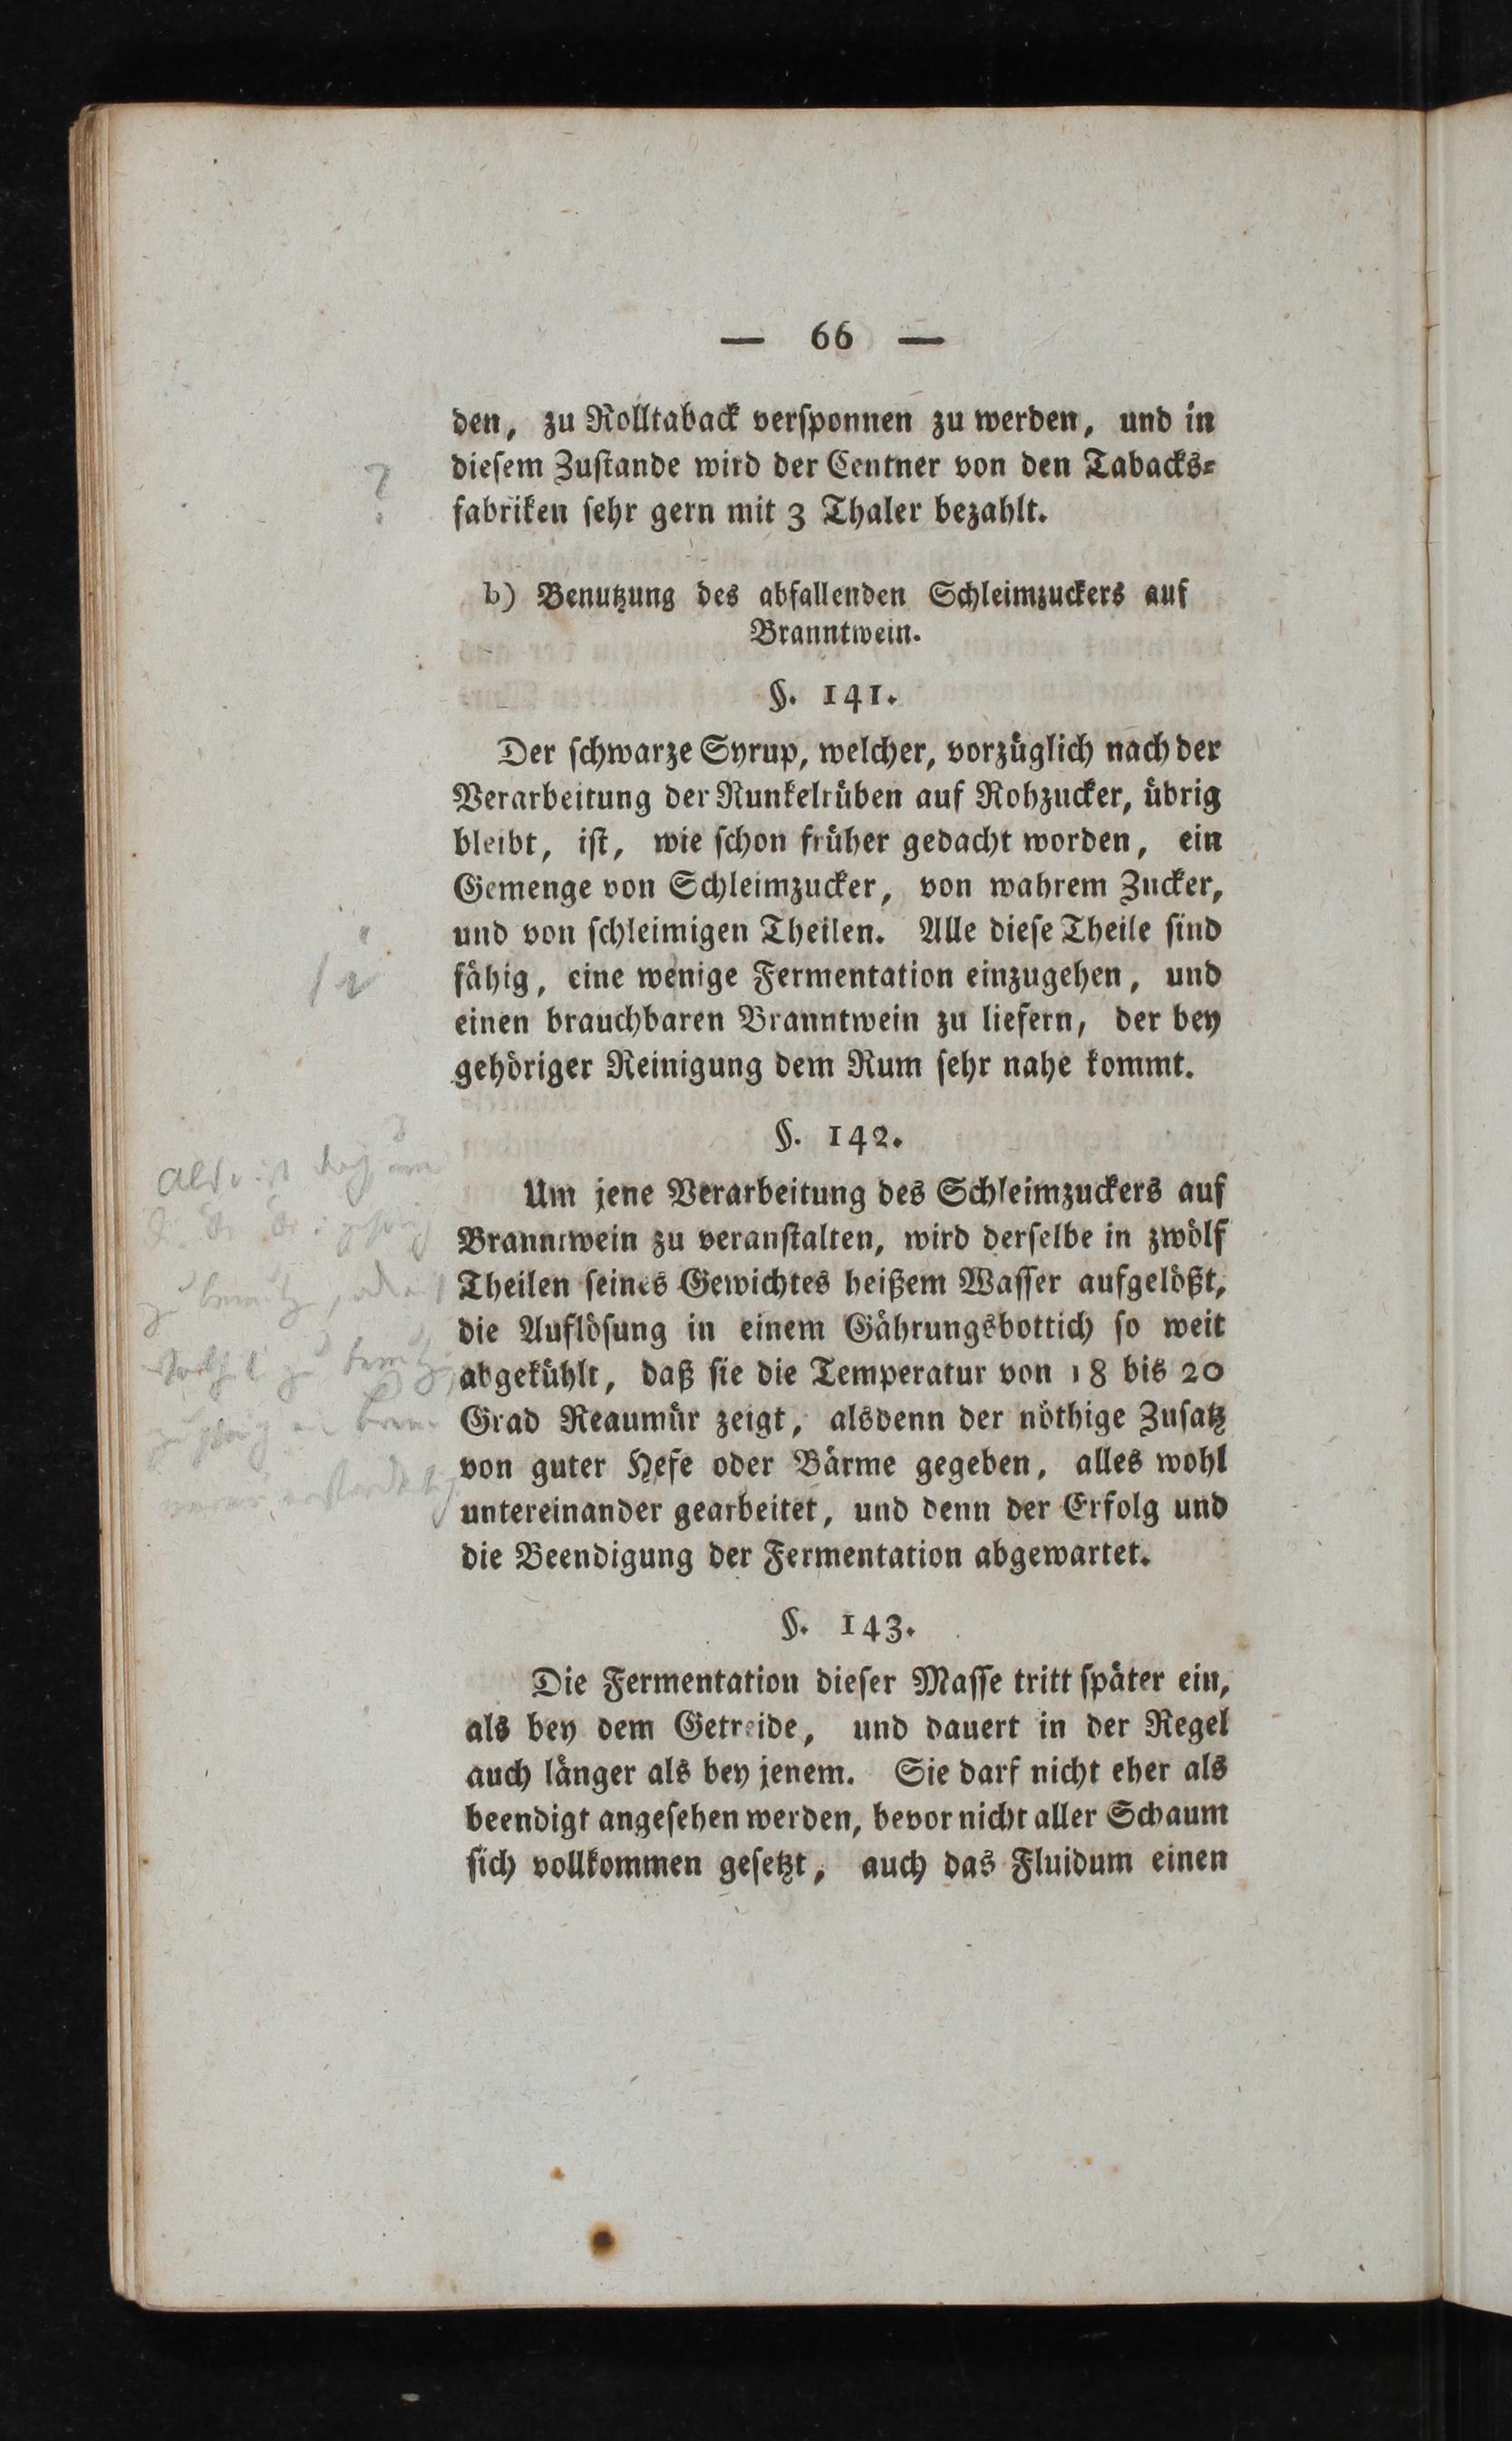 — 66 —
den, zu Rolltaback versponnen zu werden, und in
diesem Zustande wird der Centner von den Tabacks-
fabriken sehr gern mit 3 Thaler bezahlt.
?
b) Benutzung des abfallenden Schleimzuckers auf
Branntwein.
§. 141.
Der schwarze Syrup, welcher, vorzüglich nach der
Verarbeitung der Runkelrüben auf Rohzucker, übrig
bleibt, ist, wie schon früher gedacht worden, ein
Gemenge von Schleimzucker, von wahrem Zucker,
und von schleimigen Theilen. Alle diese Theile sind
fähig, eine wenige Fermentation einzugehen, und
einen brauchbaren Branntwein zu liefern, der bey
gehöriger Reinigung dem Rum sehr nahe kommt.
§. 142.
Um jene Verarbeitung des Schleimzuckers auf
Branntwein zu veranstalten, wird derselbe in zwölf
Theilen seines Gewichtes heißem Wasser aufgelößt,
die Auflösung in einem Gährungsbottich so weit
abgekühlt, daß sie die Temperatur von 18 bis 20
Grad Reaumür zeigt, alsdenn der nöthige Zusatz
von guter Hefe oder Bärme gegeben, alles wohl
untereinander gearbeitet, und denn der Erfolg und
die Beendigung der Fermentation abgewartet.
§. 143.
Die Fermentation dieser Masse tritt später ein,
als bey dem Getreide, und dauert in der Regel
auch länger als bey jenem. Sie darf nicht eher als
beendigt angesehen werden, bevor nicht aller Schaum
sich vollkommen gesetzt, auch das Fluidum einen